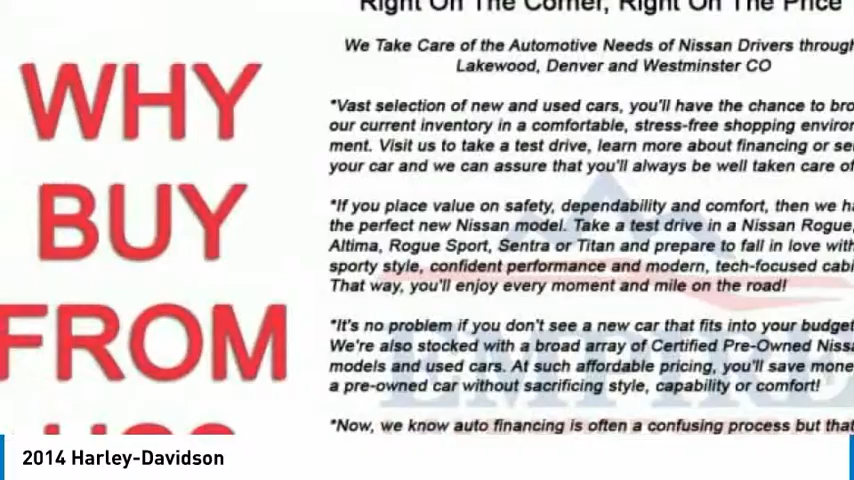 Right On The Corner, Right On The Price
We Take Care of the Automotive Needs of Nissan Drivers through
Lakewood, Denver and Westminster CO
WHY
BUY
FROM
*Vast selection of new and used cars, you'll have the chance to bro
our current inventory in a comfortable, stress-free shopping environ
ment. Visit us to take a test drive, learn more about financing or se
your car and we can assure that you'll always be well taken care of
*If you place value on safety, dependability and comfort, then we ha
the perfect new Nissan model. Take a test drive in a Nissan Rogue,
Altima, Rogue Sport, Sentra or Titan and prepare to fall in love with
sporty style, confident performance and modern, tech-focused cabi
That way, you'll enjoy every moment and mile on the road!
*It's no problem if you don't see a new car that fits into your budget
We're also stocked with a broad array of Certified Pre-Owned Nissa
models and used cars. At such affordable pricing, you'll save mone
a pre-owned car without sacrificing style, capability or comfort!
EMPIRE
*Now, we know auto financing is often a confusing process but that
2014 Harley-Davidson